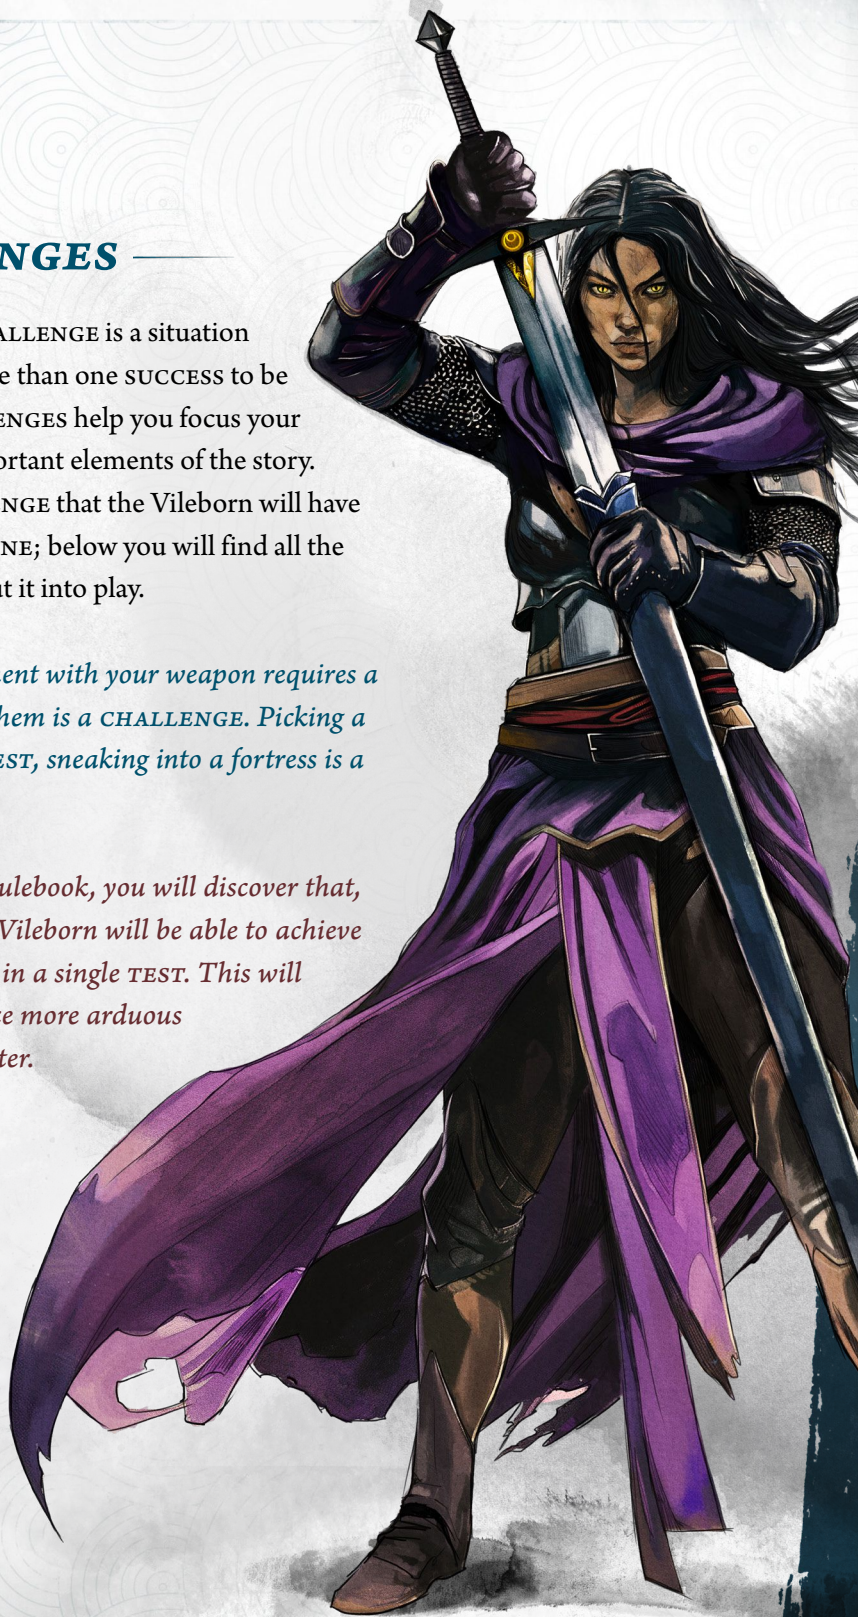 NGES
ALLENGE is a situation
e than one SUCCESS to be
ENGES help you focus your
ortant elements of the story.
NGE that the Vileborn will have
NE; below you will find all the
ut it into play.
ent with your weapon requires a
hem is a CHALLENGE. Picking a
EST, sneaking into a fortress is a
ulebook, you will discover that,
Vileborn will be able to achieve
in a single TEST. This will
e more arduous
ter.